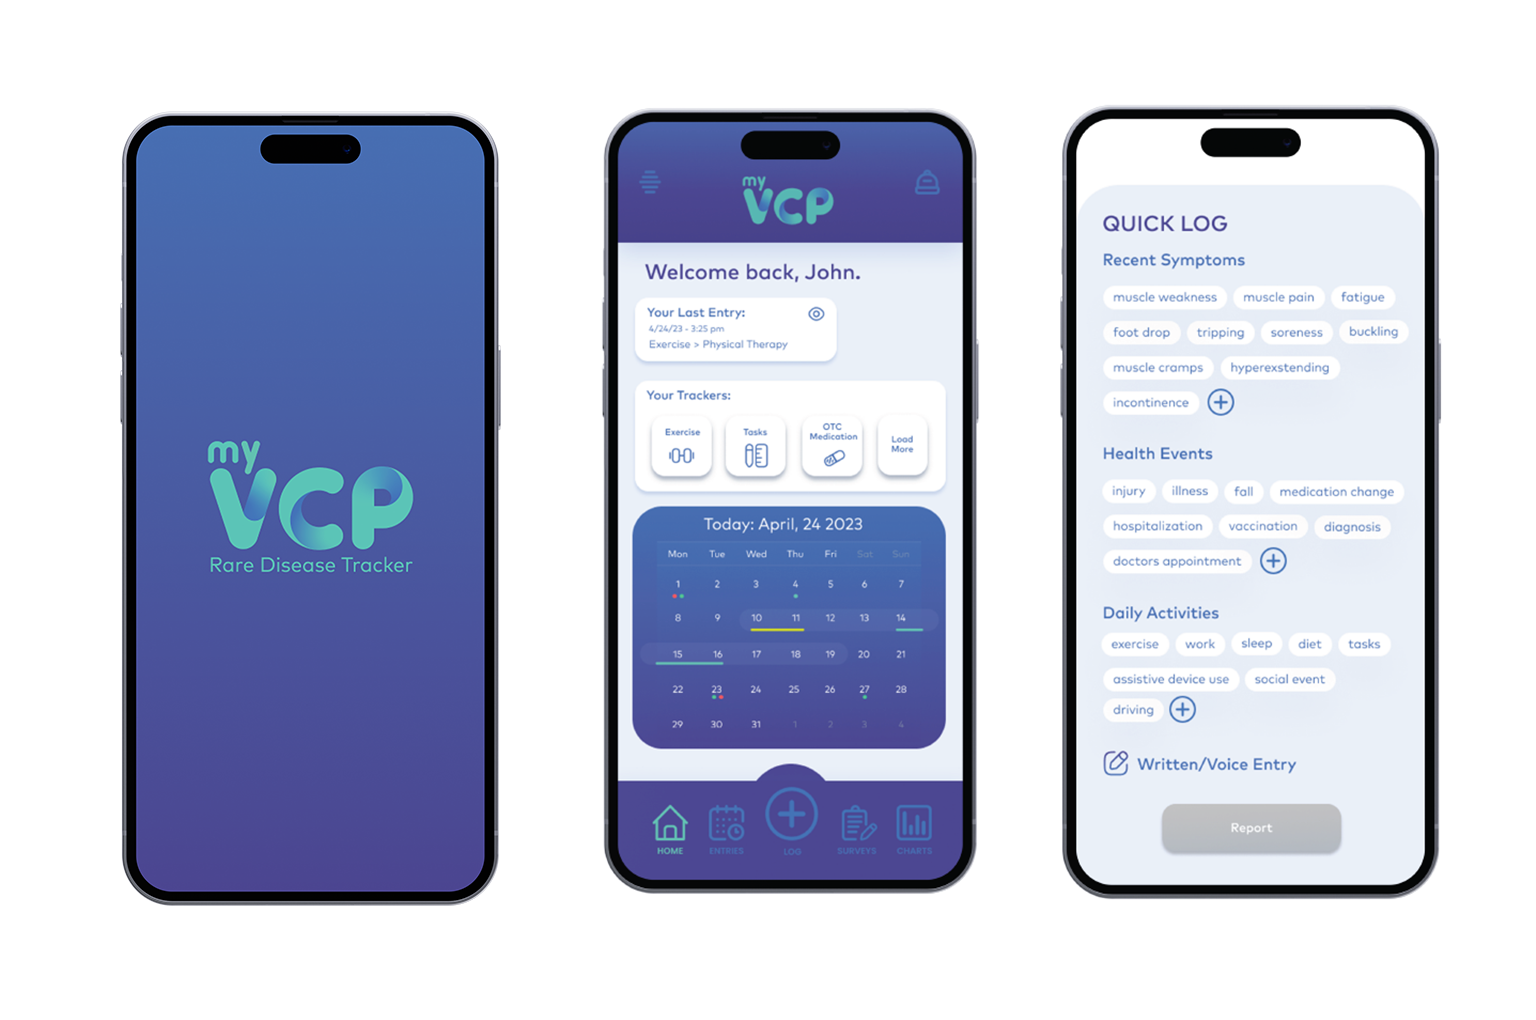 my
VCP
Rare Disease Tracker
my
VCP
Welcome back, John.
Your Last Entry:
4/24/23 - 3:25 pm
Exercise > Physical Therapy
Your Trackers:
Exercise
Tasks
OTC
Medication
Load
More
Today: April, 24 2023
Mon Tue Wed Thu Fri Sat Sun
1 2 3 4 5 6 7
8 9 10 11 12 13 14
15 16 17 18 19 20 21
22 23 24 25 26 27 28
29 30 31 1 2 3 4
HOME ENTRIES LOG SURVEYS CHARTS
QUICK LOG
Recent Symptoms
muscle weakness muscle pain fatigue
foot drop tripping soreness buckling
muscle cramps hyperexstending
incontinence
Health Events
injury illness fall medication change
hospitalization vaccination diagnosis
doctors appointment
Daily Activities
exercise work sleep diet tasks
assistive device use social event
driving
Written/Voice Entry
Report